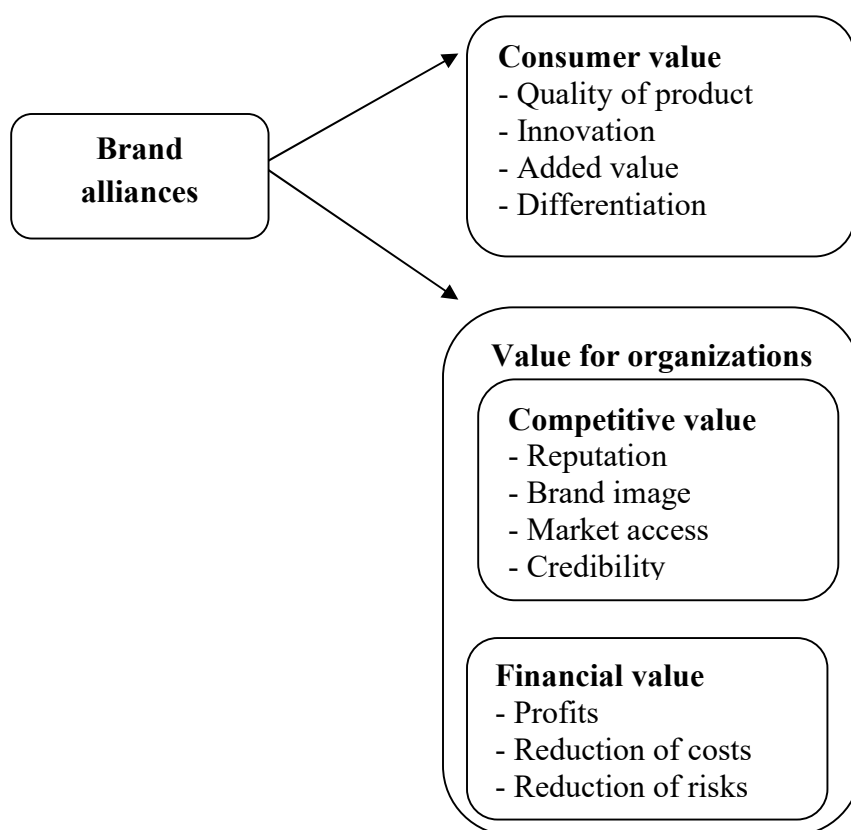 Brand
alliances
Consumer value
- Quality of product
- Innovation
- Added value
- Differentiation
Value for organizations
Competitive value
- Reputation
- Brand image
- Market access
- Credibility
Financial value
- Profits
- Reduction of costs
- Reduction of risks